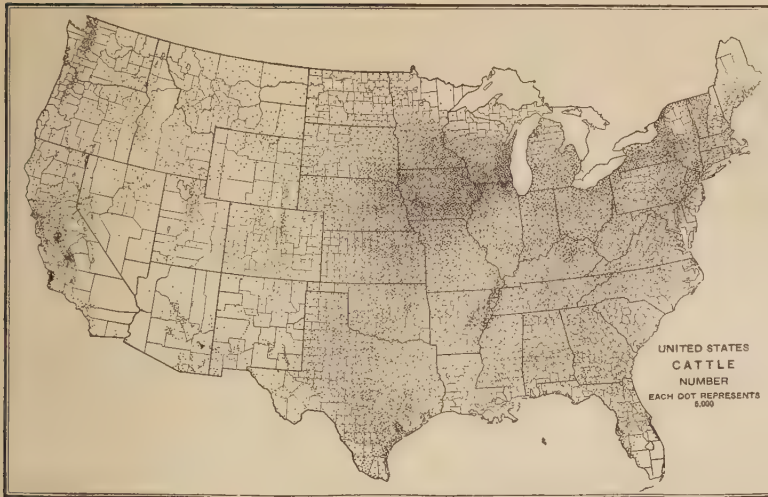 UNITED STATES
CATTLE
NUMBER
EACH DOT REPRESENTS
5,000